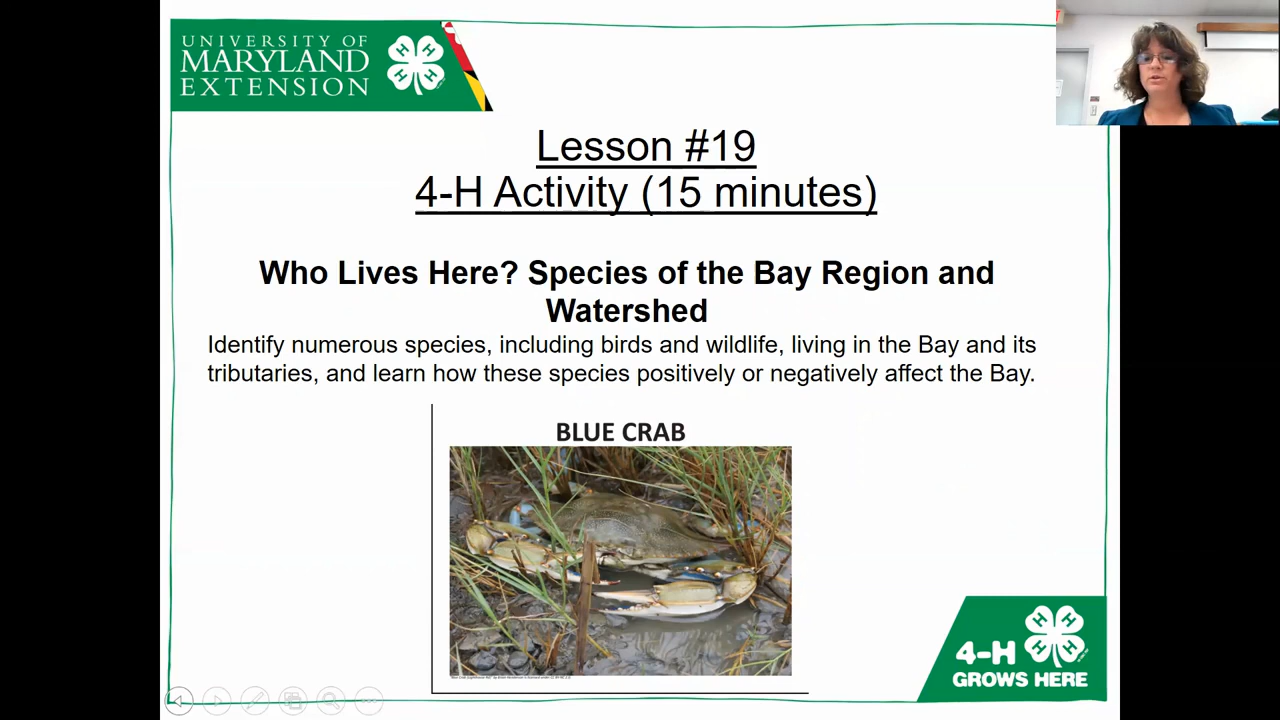 UNIVERSITY OF
MARYLAND
EXTENSION
H H H H
Lesson #19
4-H Activity (15 minutes)
Who Lives Here? Species of the Bay Region and
Watershed
Identify numerous species, including birds and wildlife, living in the Bay and its
tributaries, and learn how these species positively or negatively affect the Bay.
BLUE CRAB
H H H H
4-H
GROWS HERE